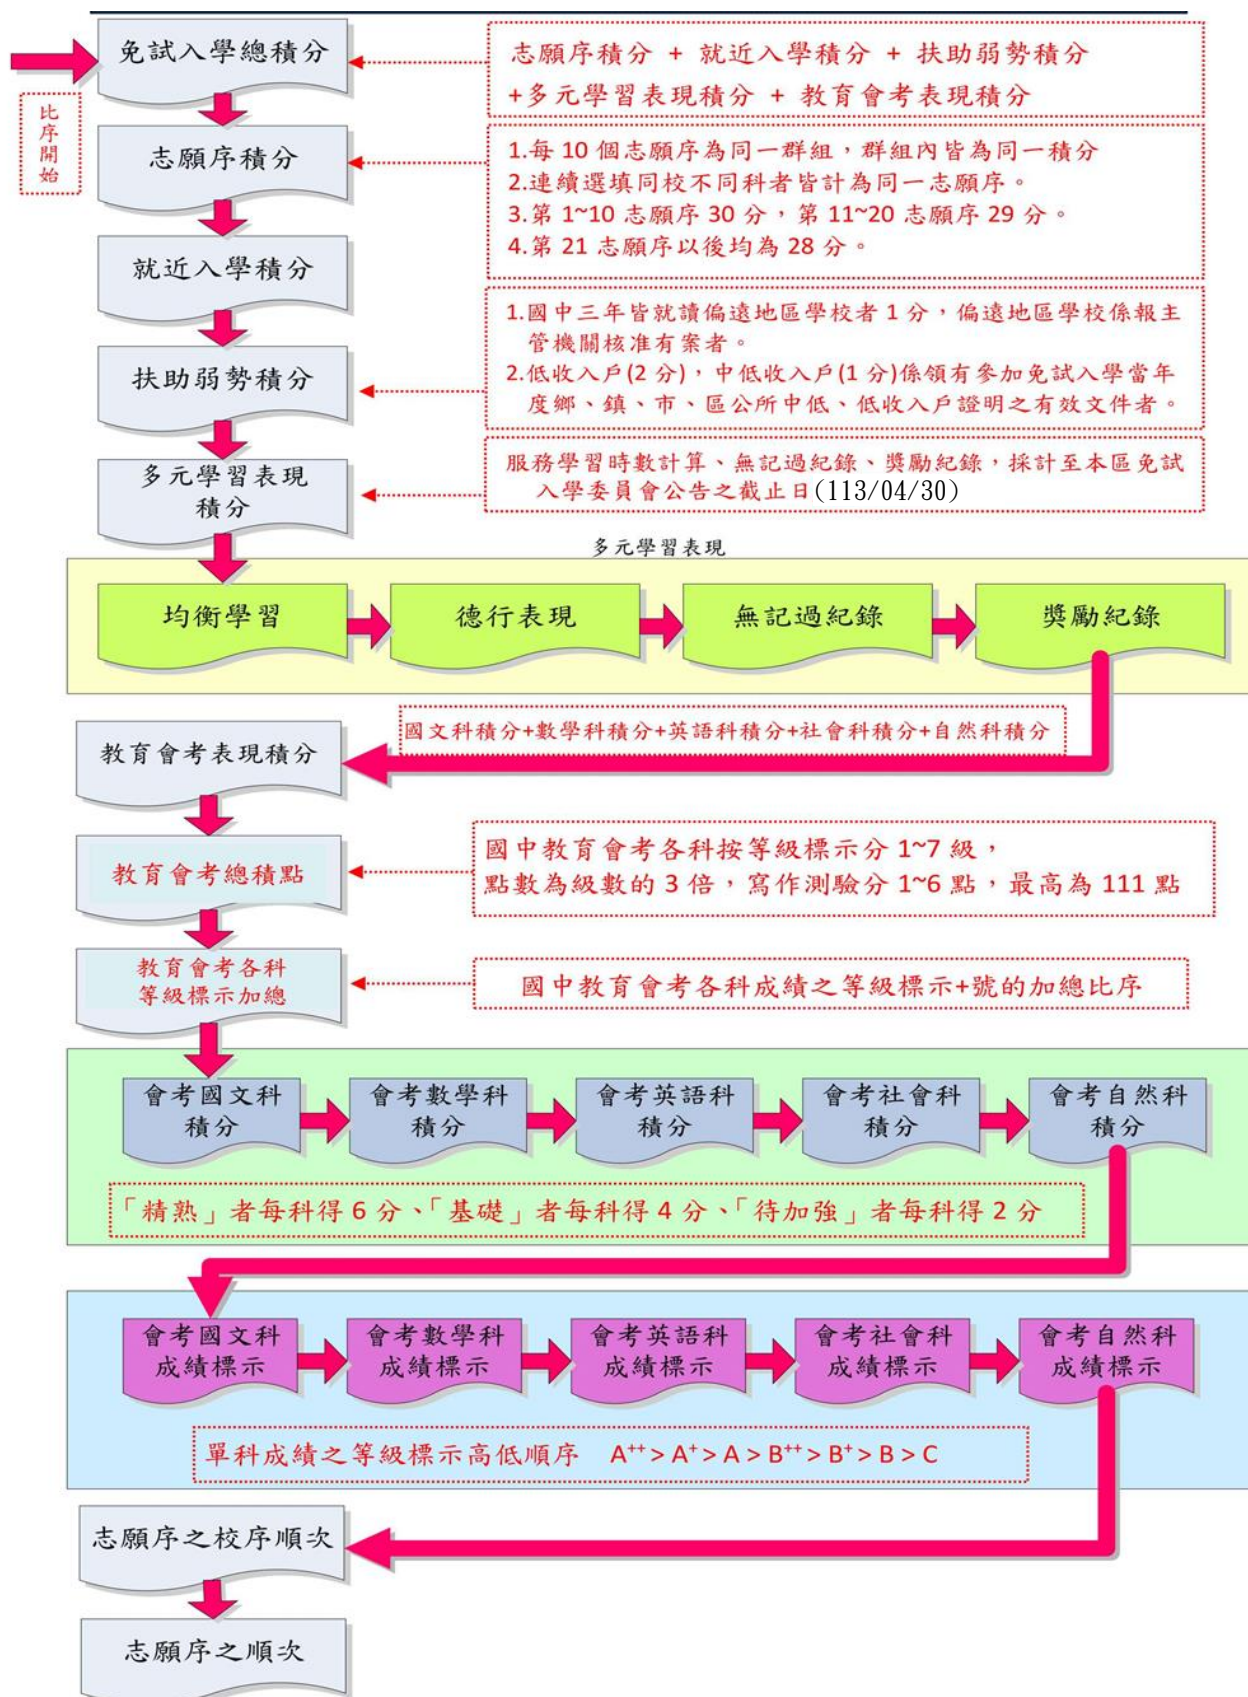 免試入學總積分
比序開始
志願序積分 + 就近入學積分 + 扶助弱勢積分
+多元學習表現積分 + 教育會考表現積分
志願序積分
1.每 10 個志願序為同一群組，群組內皆為同一積分
2.連續選填同校不同科者皆計為同一志願序。
3.第 1~10 志願序 30 分，第 11~20 志願序 29 分。
4.第 21 志願序以後均為 28 分。
就近入學積分
扶助弱勢積分
1.國中三年皆就讀偏遠地區學校者 1 分，偏遠地區學校係報主
管機關核准有案者。
2.低收入戶(2 分)，中低收入戶(1 分)係領有參加免試入學當年
度鄉、鎮、市、區公所中低、低收入戶證明之有效文件者。
多元學習表現
積分
服務學習時數計算、無記過紀錄、獎勵紀錄，採計至本區免試
入學委員會公告之截止日(113/04/30)
多元學習表現
均衡學習
德行表現
無記過紀錄
獎勵紀錄
國文科積分+數學科積分+英語科積分+社會科積分+自然科積分
教育會考表現積分
教育會考總積點
國中教育會考各科按等級標示分 1~7 級，
點數為級數的 3 倍，寫作測驗分 1~6 點，最高為 111 點
教育會考各科
等級標示加總
國中教育會考各科成績之等級標示+號的加總比序
會考國文科
積分
會考數學科
積分
會考英語科
積分
會考社會科
積分
會考自然科
積分
「精熟」者每科得 6 分、「基礎」者每科得 4 分、「待加強」者每科得 2 分
會考國文科
成績標示
會考數學科
成績標示
會考英語科
成績標示
會考社會科
成績標示
會考自然科
成績標示
單科成績之等級標示高低順序 A⁺⁺ > A⁺ > A > B⁺⁺ > B⁺ > B > C
志願序之校序順次
志願序之順次